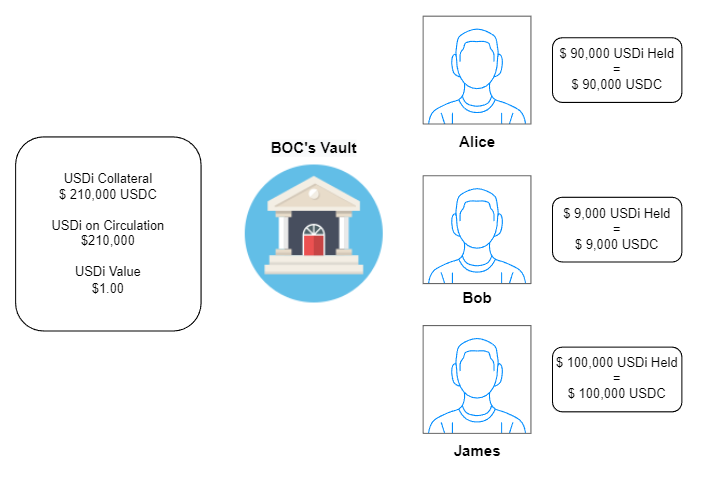 USDi Collateral
$ 210,000 USDC
USDi on Circulation
$210,000
USDi Value
$1.00
BOC's Vault
Alice
$ 90,000 USDi Held
=
$ 90,000 USDC
Bob
$ 9,000 USDi Held
=
$ 9,000 USDC
James
$ 100,000 USDi Held
=
$ 100,000 USDC